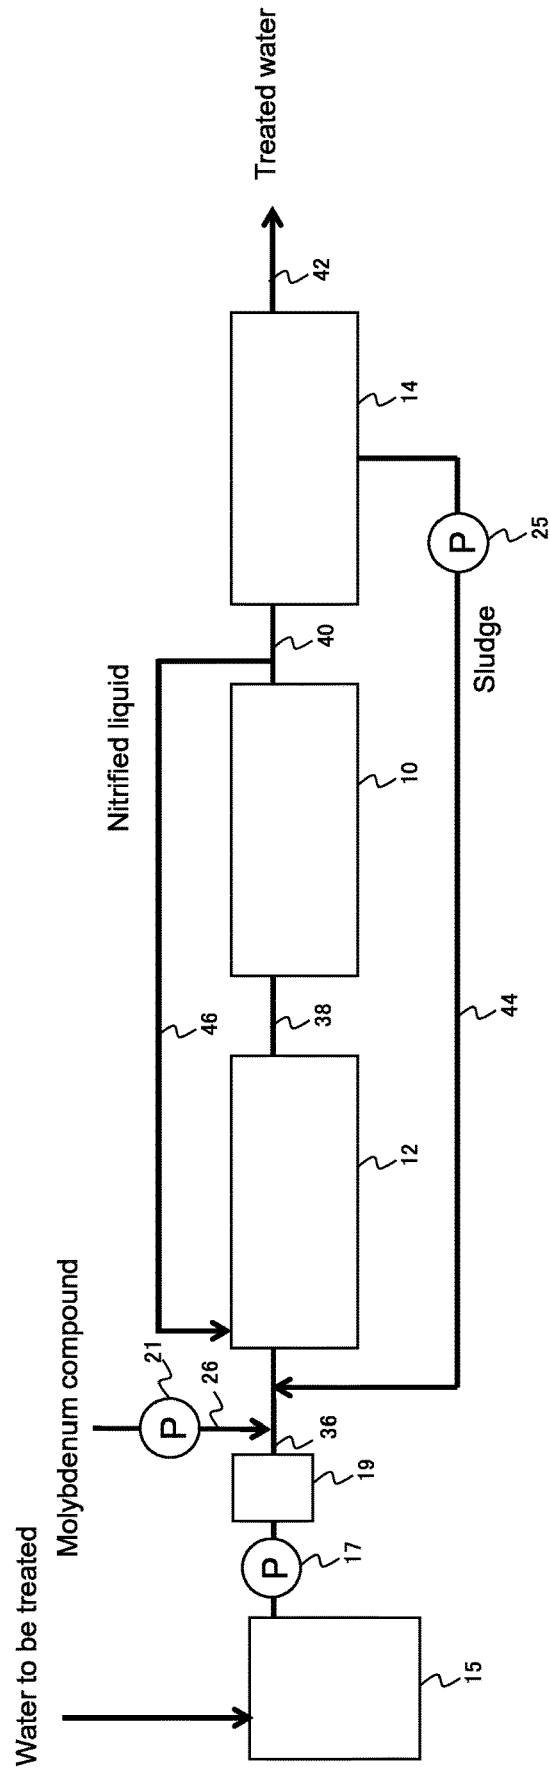 Water to be treated
Molybdenum compound
Nitrified liquid
Treated water
P
21
26
46
15
P
17
19
36
12
38
10
40
14
42
44
Sludge
P
25